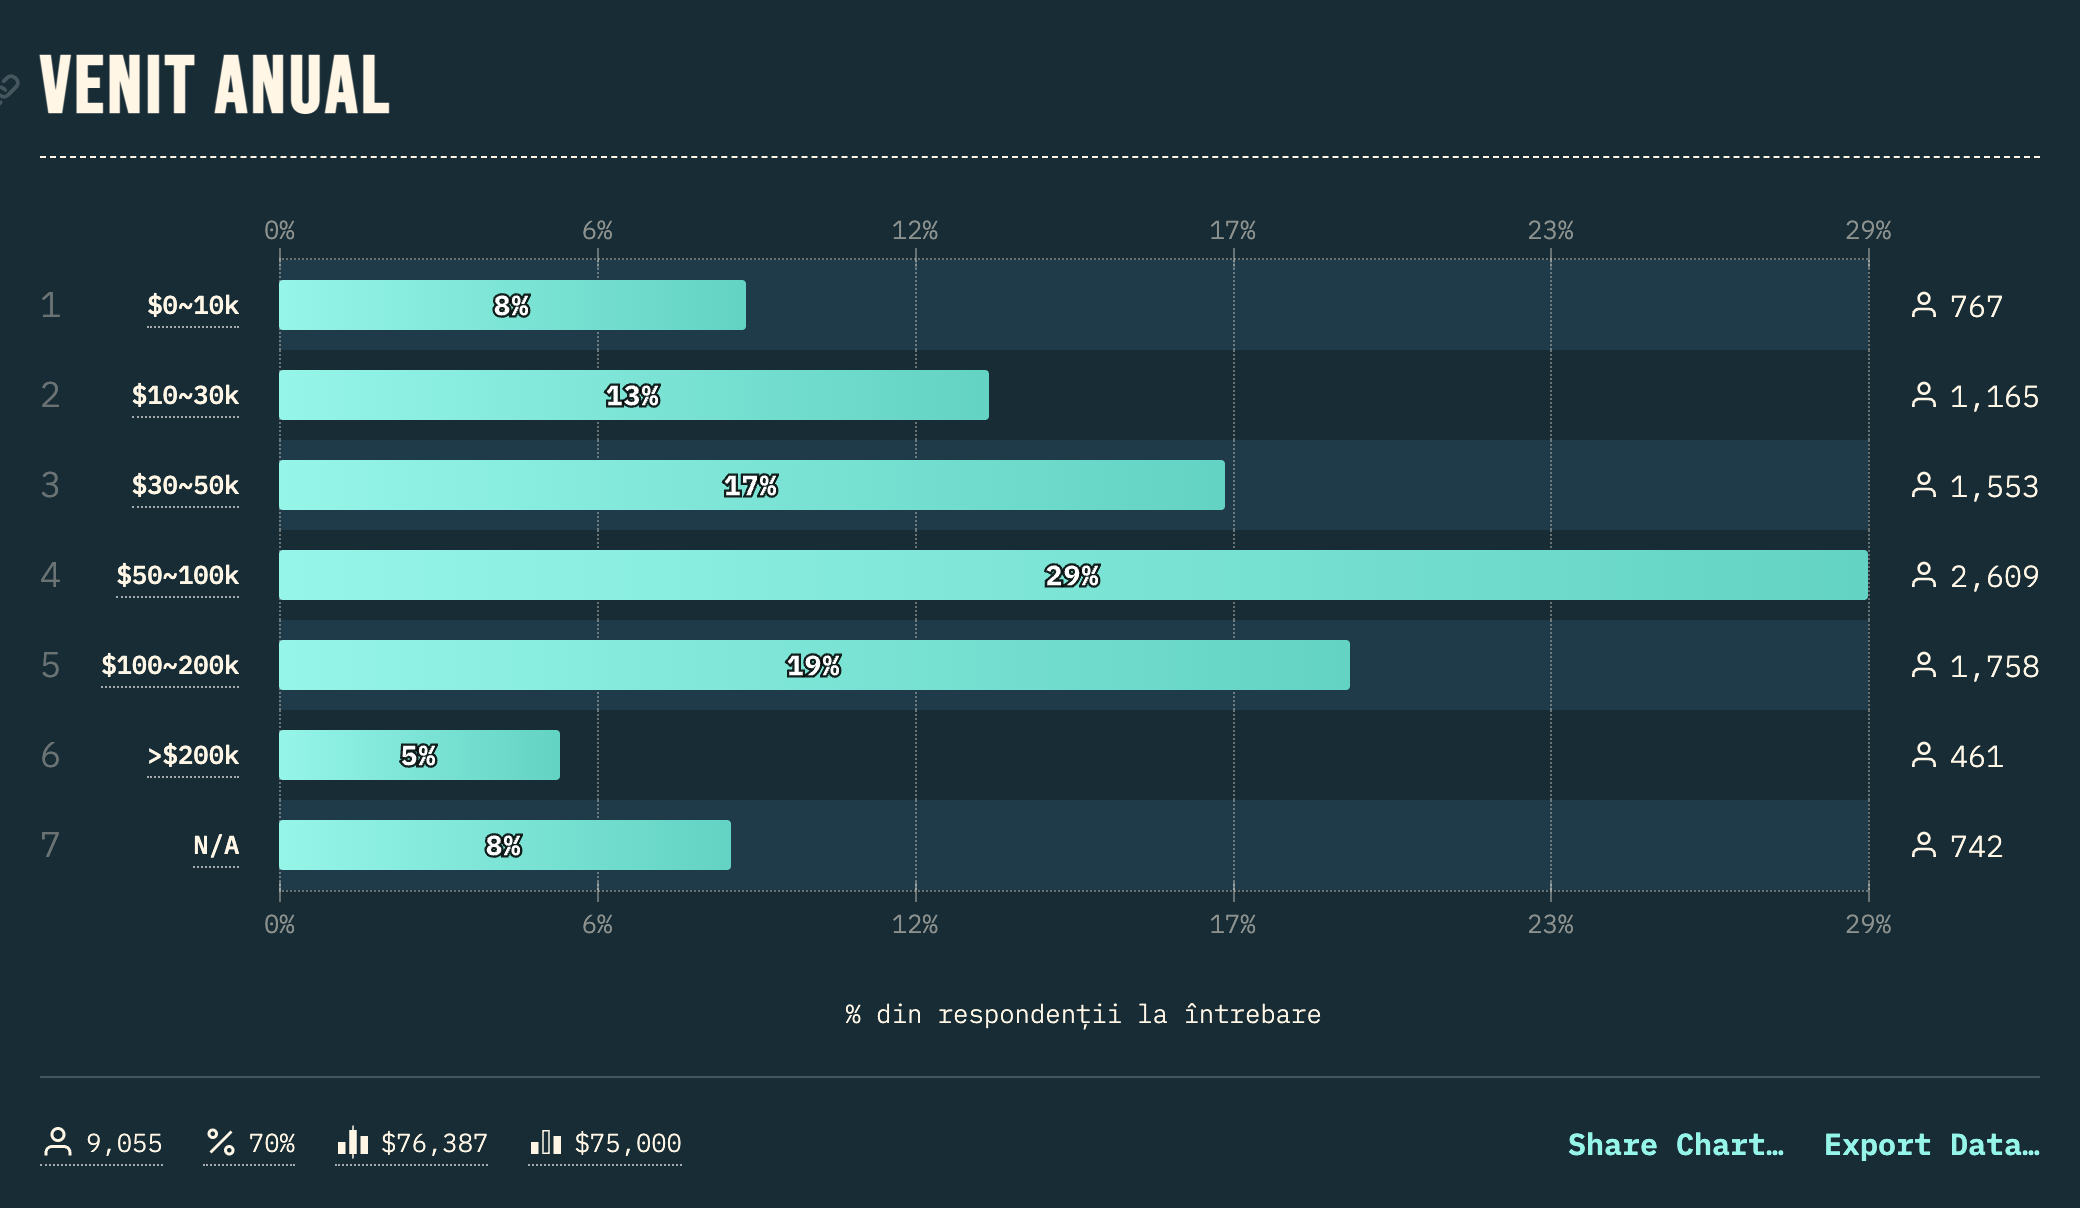 VENIT ANUAL
0% 6% 12% 17% 23% 29%
1 $0~10k 8% 767
2 $10~30k 13% 1,165
3 $30~50k 17% 1,553
4 $50~100k 29% 2,609
5 $100~200k 19% 1,758
6 >$200k 5% 461
7 N/A 8% 742
0% 6% 12% 17% 23% 29%
% din respondenții la întrebare
9,055 70% $76,387 $75,000 Share Chart… Export Data…